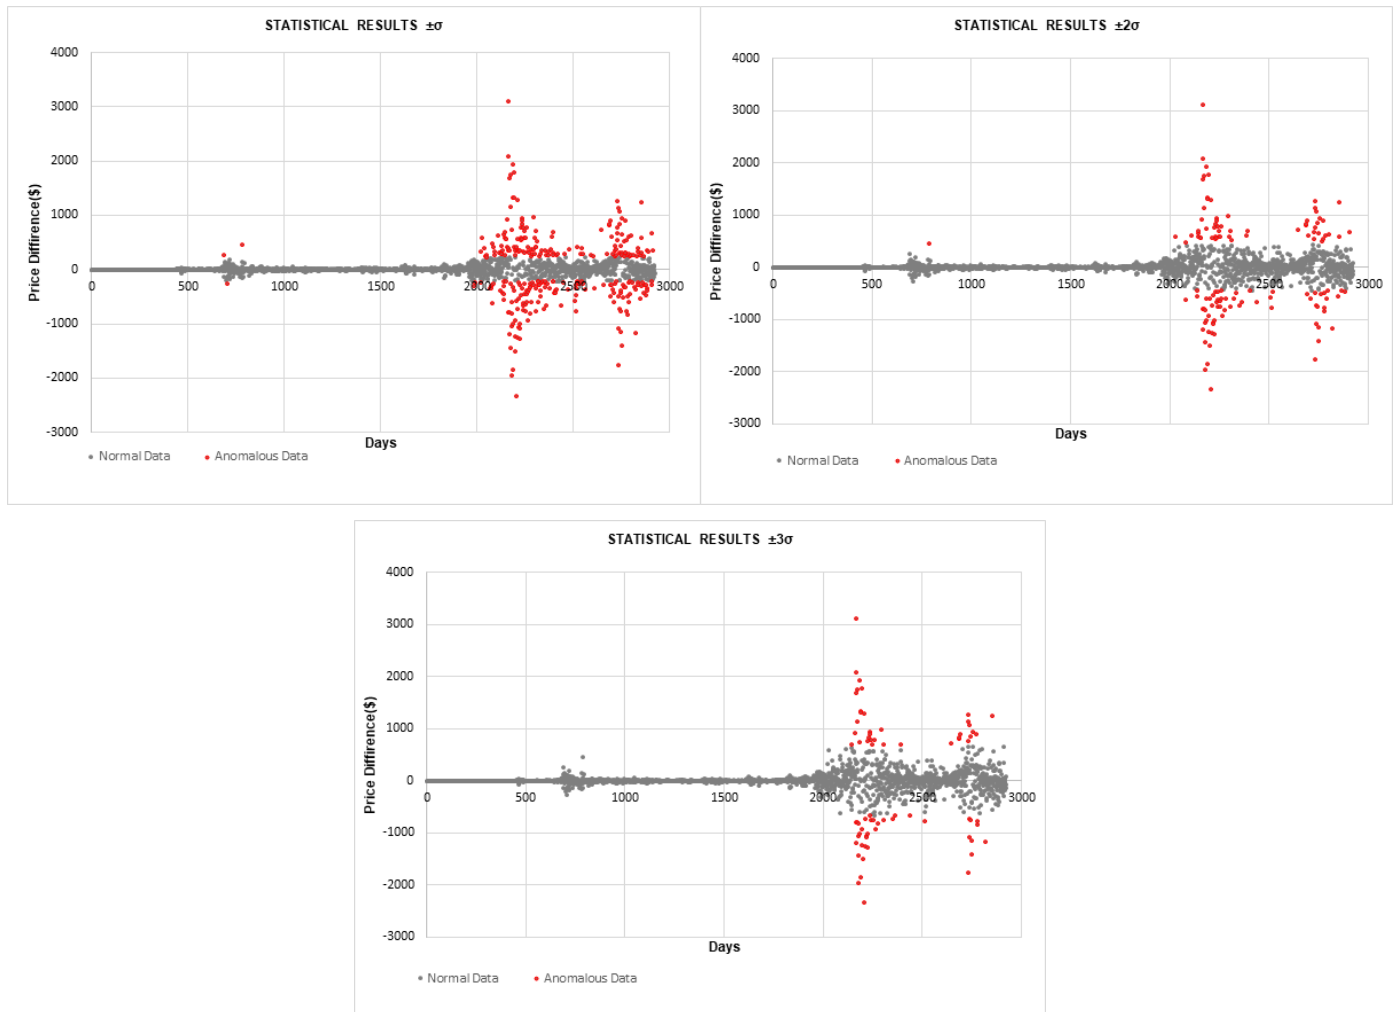 STATISTICAL RESULTS ±σ
4000
3000
2000
1000
0
-1000
-2000
-3000
Price Diffirence($)
0 500 1000 1500 2000 2500 3000
Days
Normal Data Anomalous Data
STATISTICAL RESULTS ±2σ
4000
3000
2000
1000
0
-1000
-2000
-3000
Price Diffirence($)
0 500 1000 1500 2000 2500 3000
Days
Normal Data Anomalous Data
STATISTICAL RESULTS ±3σ
4000
3000
2000
1000
0
-1000
-2000
-3000
Price Diffirence($)
0 500 1000 1500 2000 2500 3000
Days
Normal Data Anomalous Data